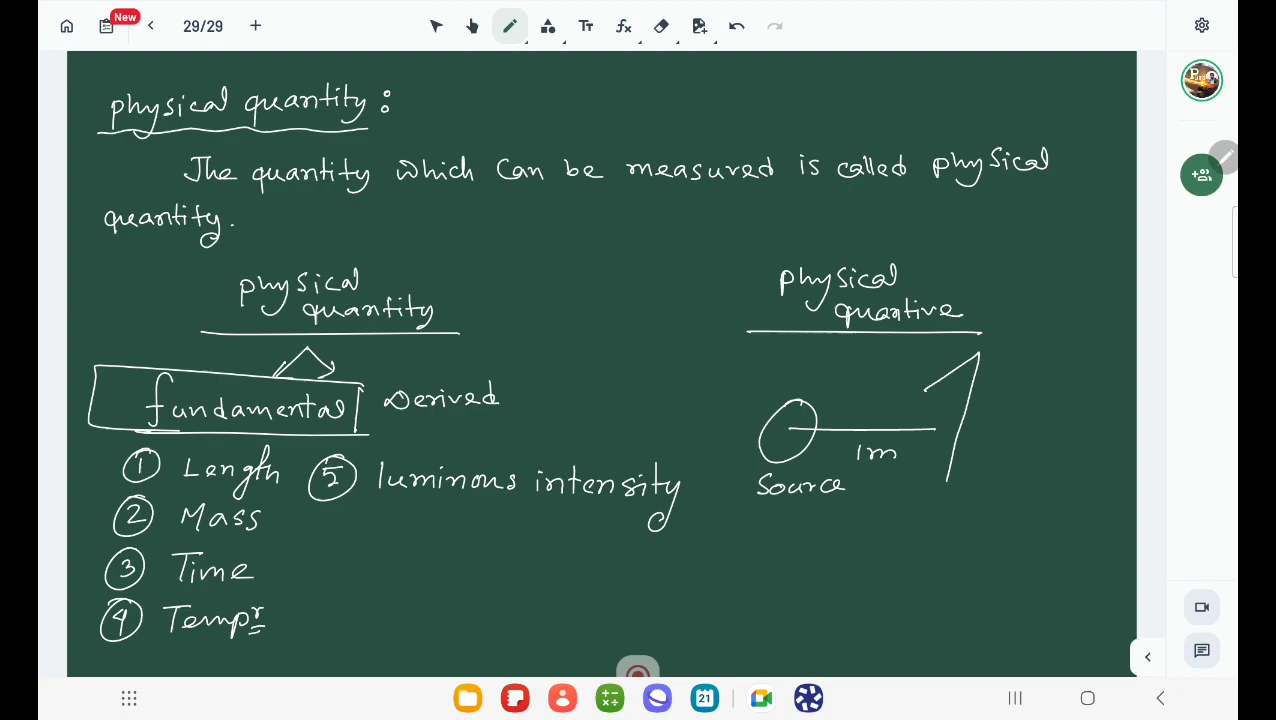 New
29/29
physical quantity :
The quantity which can be measured is called physical
quantity.
physical
quantity
physical
quantive
fundamental
Derived
① Length ⑤ luminous intensity
② Mass
③ Time
④ Tempr
1m
Source
21